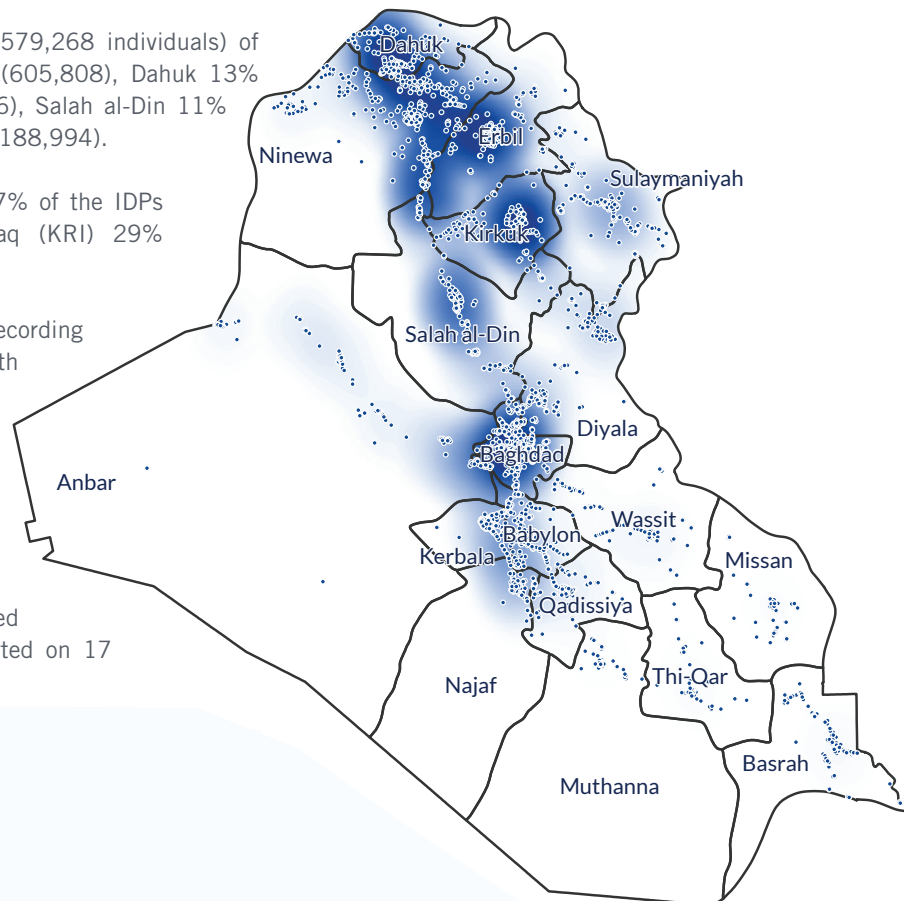 579,268 individuals) of
(605,808), Dahuk 13%
6), Salah al-Din 11%
188,994).
7% of the IDPs
aq (KRI) 29%
ecording
th
ed
ted on 17
Dahuk
Erbil
Ninewa
Sulaymaniyah
Kirkuk
Salah al-Din
Diyala
Baghdad
Anbar
Wassit
Babylon
Kerbala
Missan
Qadissiya
Thi-Qar
Najaf
Basrah
Muthanna